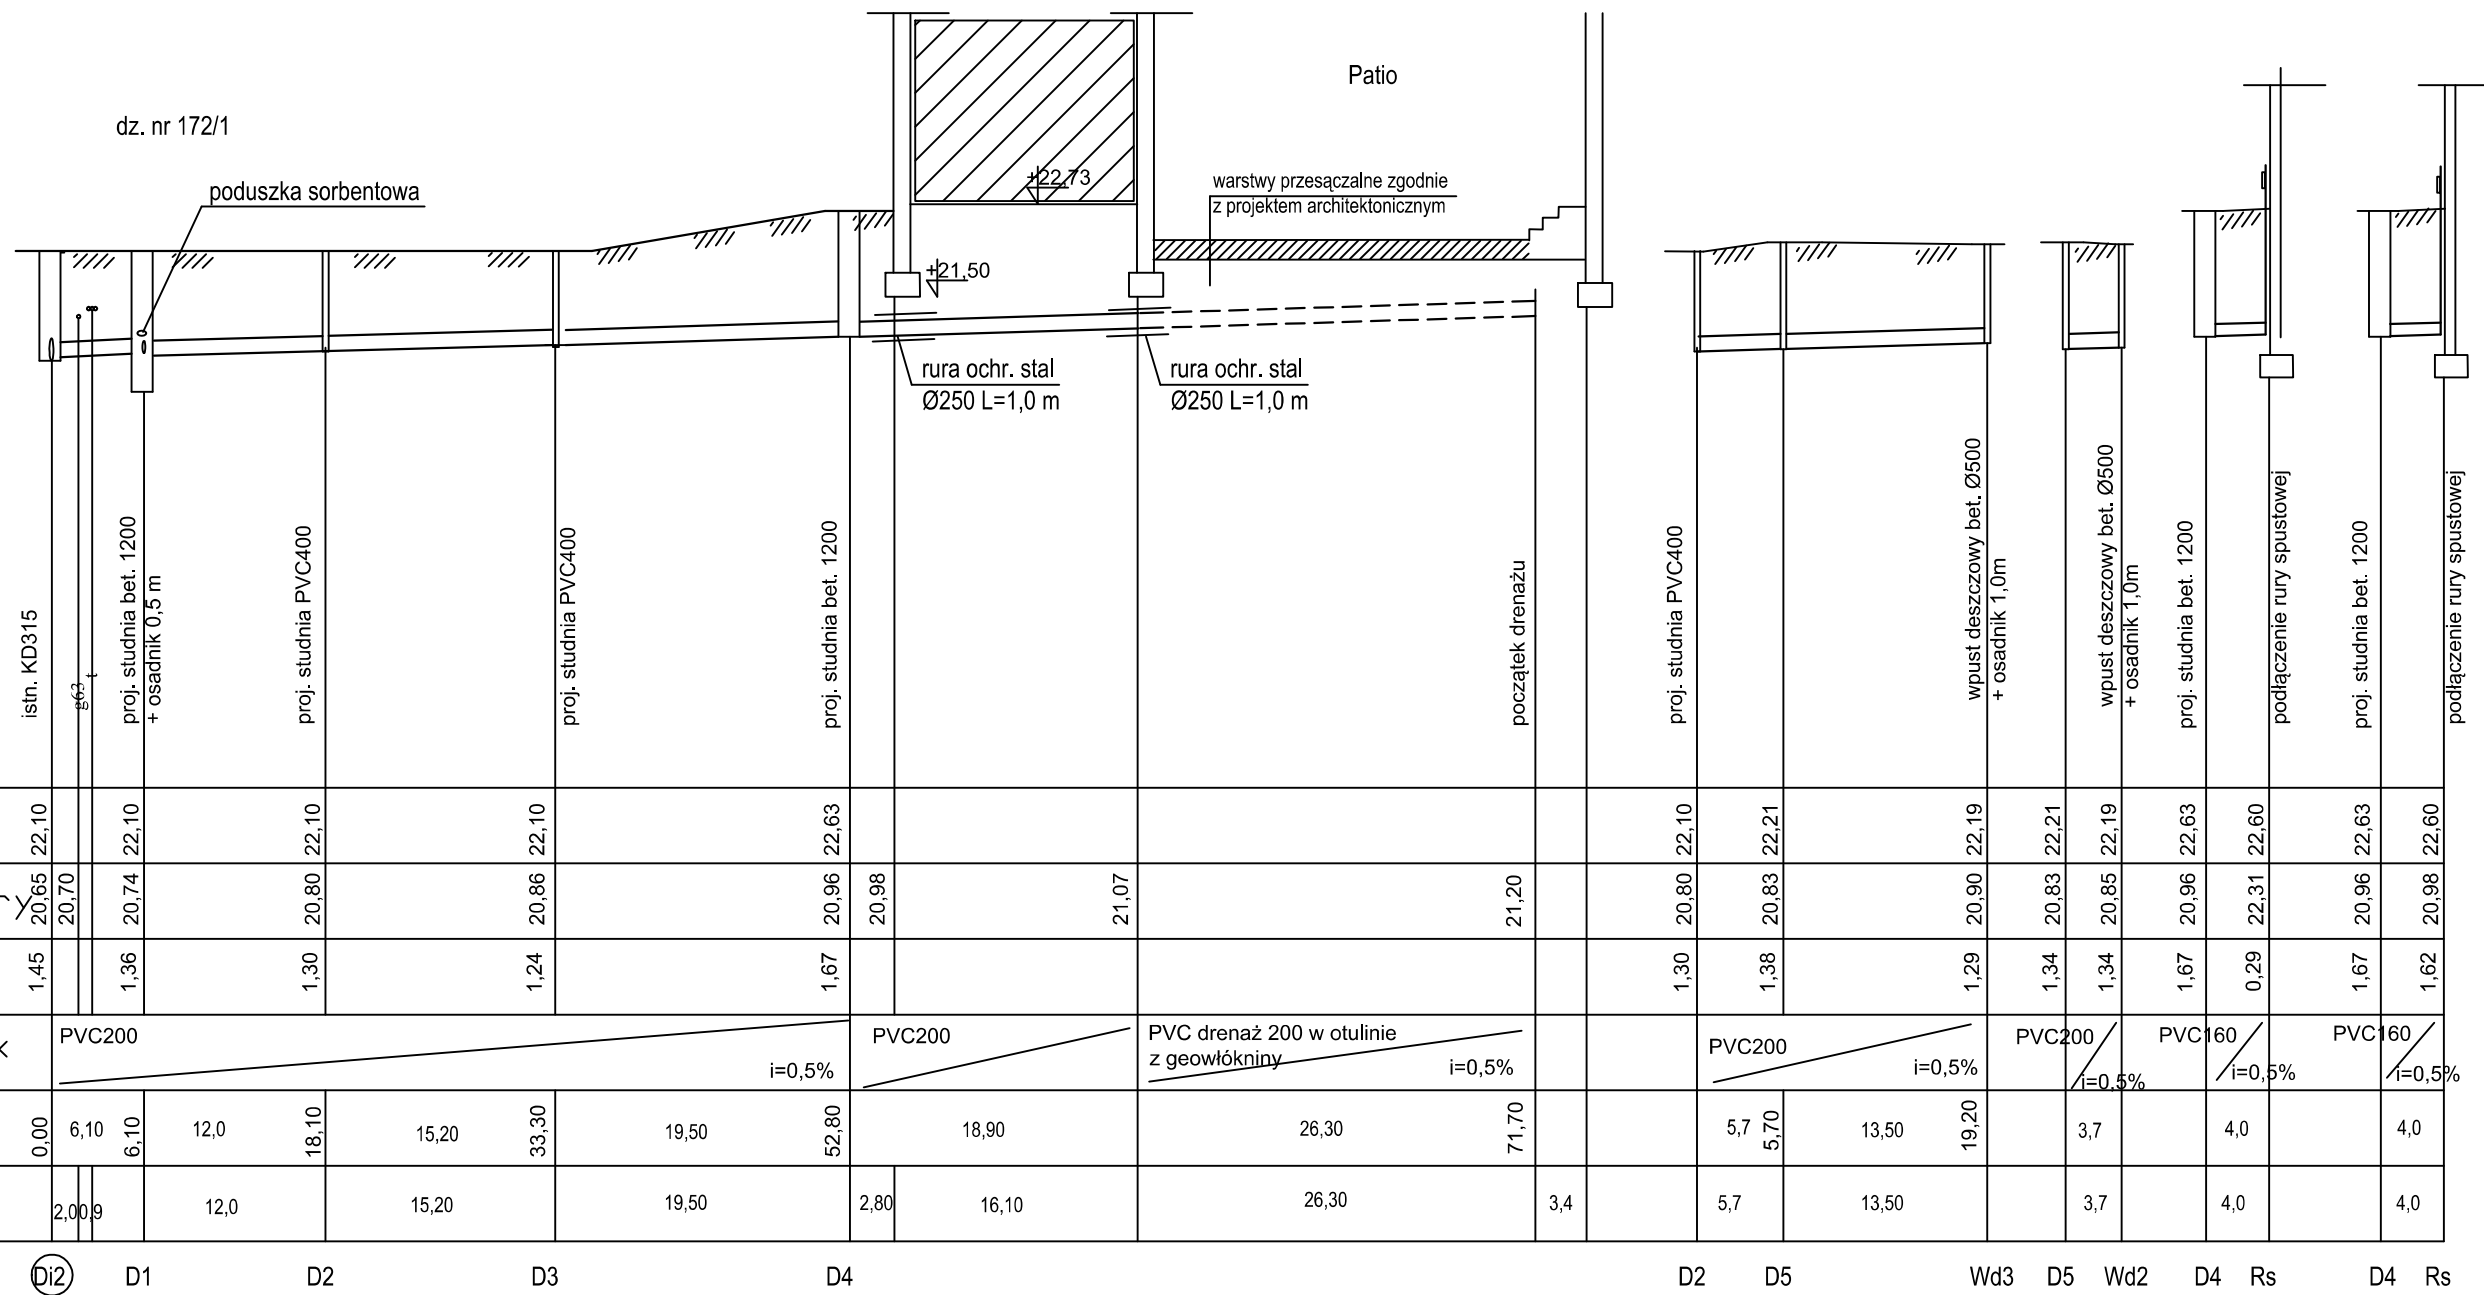 Patio
dz. nr 172/1
poduszka sorbentowa
+22,73
warstwy przesączalne zgodnie
z projektem architektonicznym
+21,50
rura ochr. stal
Ø250 L=1,0 m
rura ochr. stal
Ø250 L=1,0 m
istn. KD315
g63
t
proj. studnia bet. 1200
+ osadnik 0,5 m
proj. studnia PVC400
proj. studnia PVC400
proj. studnia bet. 1200
początek drenażu
proj. studnia PVC400
wpust deszczowy bet. Ø500
+ osadnik 1,0m
wpust deszczowy bet. Ø500
+ osadnik 1,0m
proj. studnia bet. 1200
podłączenie rury spustowej
proj. studnia bet. 1200
podłączenie rury spustowej
22,10 22,10 22,10 22,10 22,63 22,10 22,21 22,19 22,21 22,19 22,63 22,60 22,63 22,60
20,65 20,70 20,74 20,80 20,86 20,96 20,98 21,07 21,20 20,80 20,83 20,90 20,83 20,85 20,96 22,31 20,96 20,98
1,45 1,36 1,30 1,24 1,67 1,30 1,38 1,29 1,34 1,34 1,67 0,29 1,67 1,62
PVC200 i=0,5%
PVC200
PVC drenaż 200 w otulinie
z geowłókniny i=0,5%
PVC200 i=0,5%
PVC200 i=0,5%
PVC160 i=0,5%
PVC160 i=0,5%
0,00 6,10 6,10 12,0 18,10 15,20 33,30 19,50 52,80 18,90 26,30 71,70 5,7 5,70 13,50 19,20 3,7 4,0 4,0
2,0 0,9 12,0 15,20 19,50 2,80 16,10 26,30 3,4 5,7 13,50 3,7 4,0 4,0
Di2 D1 D2 D3 D4 D2 D5 Wd3 D5 Wd2 D4 Rs D4 Rs